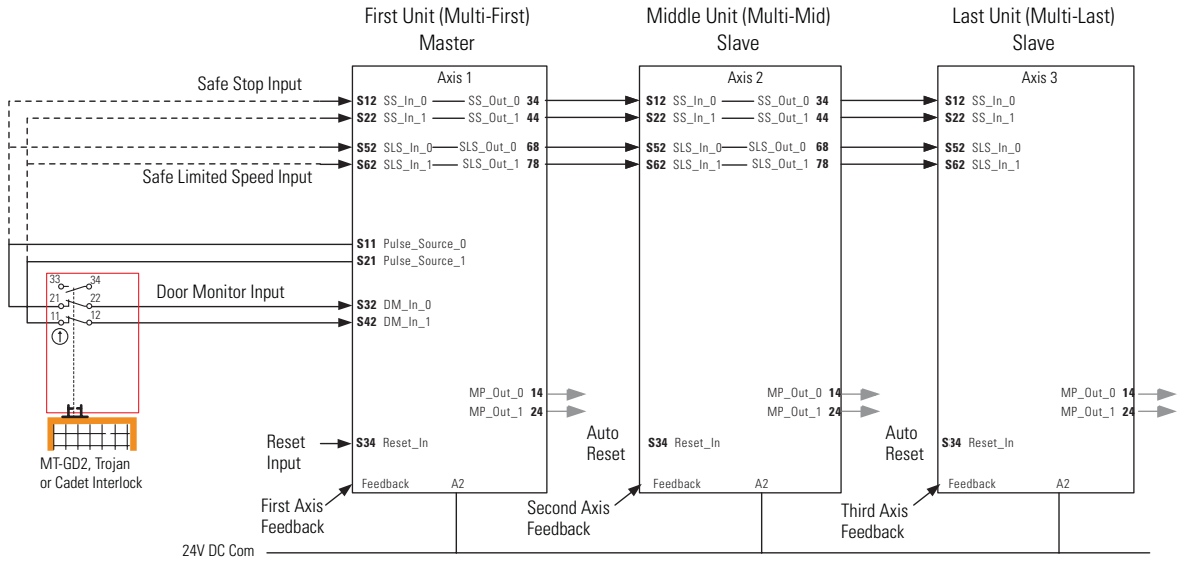 First Unit (Multi-First)
Master
Middle Unit (Multi-Mid)
Slave
Last Unit (Multi-Last)
Slave
Axis 1
Axis 2
Axis 3
Safe Stop Input
S12 SS_In_0 SS_Out_0 34
S22 SS_In_1 SS_Out_1 44
S52 SLS_In_0 SLS_Out_0 68
S62 SLS_In_1 SLS_Out_1 78
S12 SS_In_0 SS_Out_0 34
S22 SS_In_1 SS_Out_1 44
S52 SLS_In_0 SLS_Out_0 68
S62 SLS_In_1 SLS_Out_1 78
S12 SS_In_0
S22 SS_In_1
S52 SLS_In_0
S62 SLS_In_1
Safe Limited Speed Input
S11 Pulse_Source_0
S21 Pulse_Source_1
33 34
21 22
11 12
Door Monitor Input
S32 DM_In_0
S42 DM_In_1
MP_Out_0 14
MP_Out_1 24
MP_Out_0 14
MP_Out_1 24
MP_Out_0 14
MP_Out_1 24
Reset
Input
S34 Reset_In
Auto
Reset
S34 Reset_In
Auto
Reset
S34 Reset_In
MT-GD2, Trojan
or Cadet Interlock
Feedback A2
Feedback A2
Feedback A2
First Axis
Feedback
Second Axis
Feedback
Third Axis
Feedback
24V DC Com